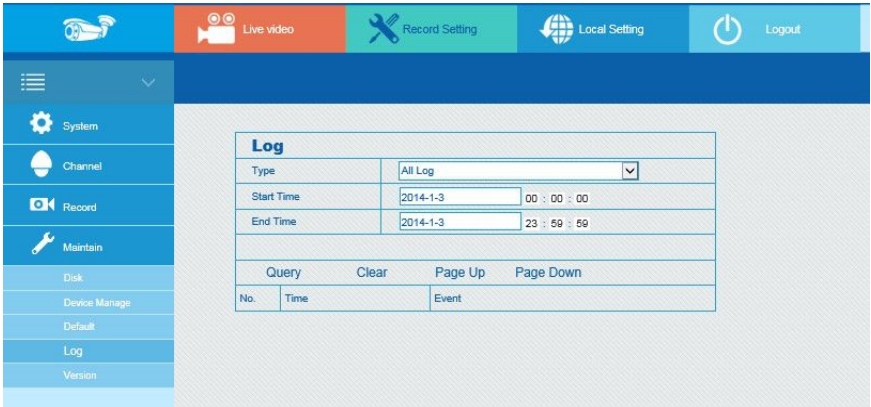 Live video Record Setting Local Setting Logout
System
Channel
Record
Maintain
Disk
Device Manage
Default
Log
Version
Log
Type All Log
Start Time 2014-1-3 00 : 00 : 00
End Time 2014-1-3 23 : 59 : 59
Query Clear Page Up Page Down
No. Time Event